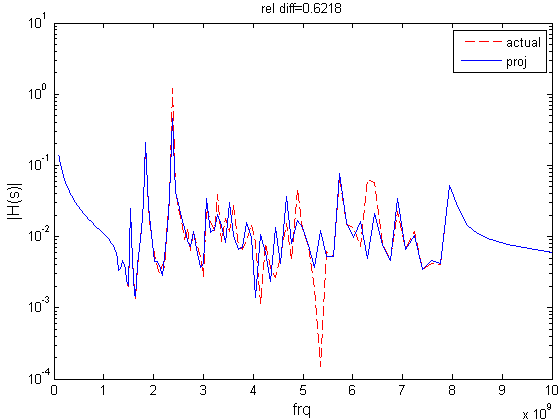 rel diff=0.6218
10^1
actual
proj
10^0
10^-1
|H(s)|
10^-2
10^-3
10^-4
0 1 2 3 4 5 6 7 8 9 10
frq
x 10^9